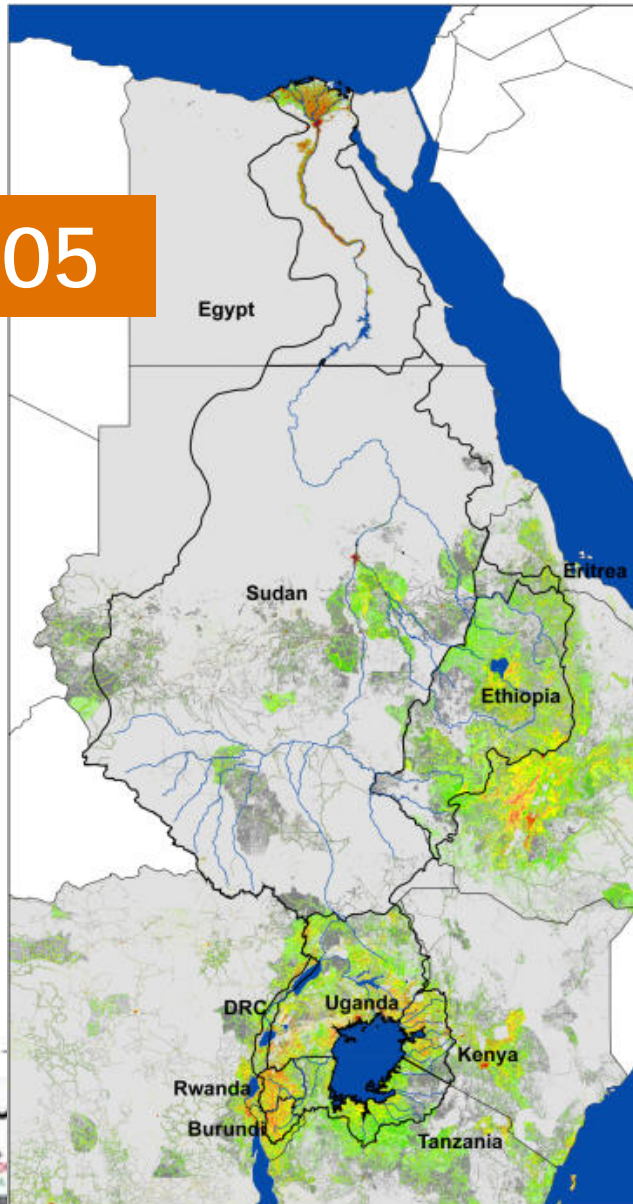 05
Egypt
Sudan
Eritrea
Ethiopia
DRC
Uganda
Kenya
Rwanda
Burundi
Tanzania